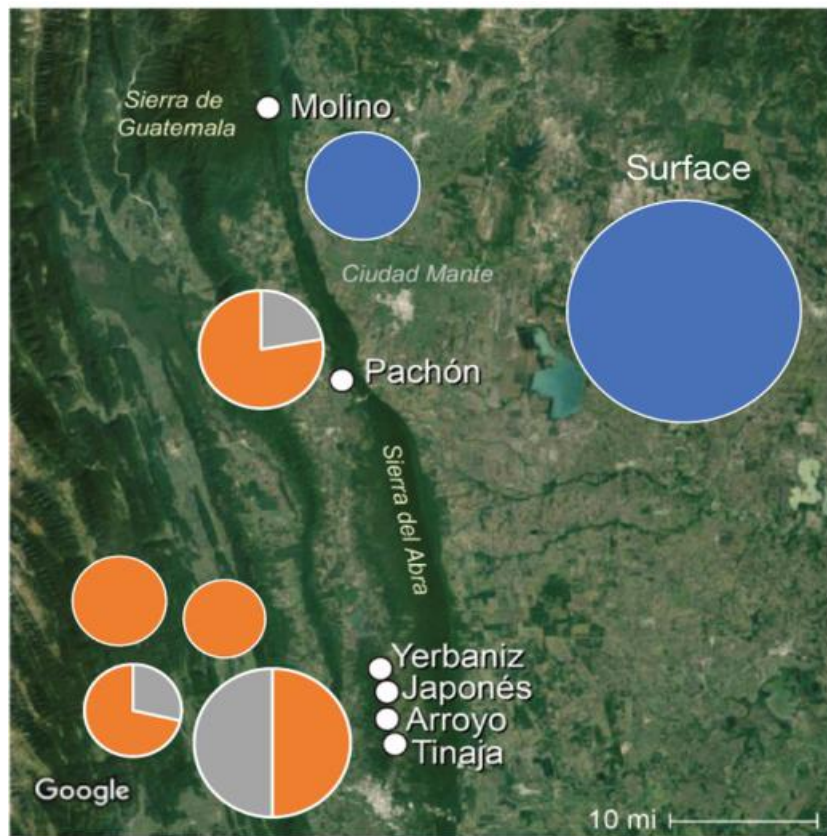 Sierra de
Guatemala
Molino
Surface
Ciudad Mante
Pachón
Sierra del Abra
Yerbaniz
Japonés
Arroyo
Tinaja
Google
10 mi